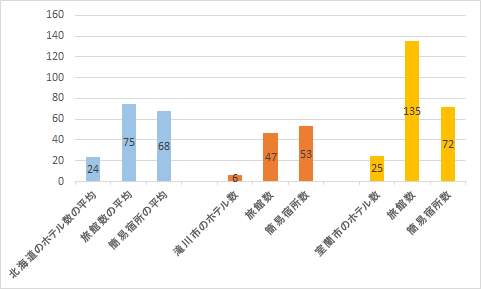 160
140
120
100
80
60
40
20
0
24
75
68
6
47
53
25
135
72
北海道のホテル数の平均
旅館数の平均
簡易宿所の平均
滝川市のホテル数
旅館数
簡易宿所数
室蘭市のホテル数
旅館数
簡易宿所数